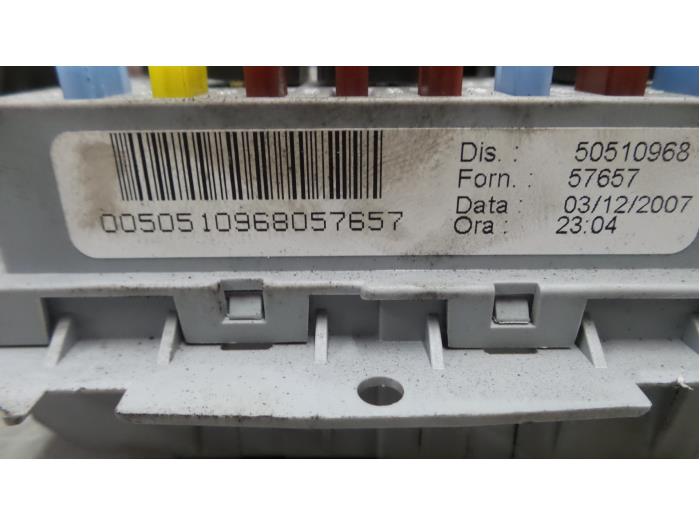 Dis. : 50510968
Forn. : 57657
Data : 03/12/2007
Ora : 23:04
0050510968057657